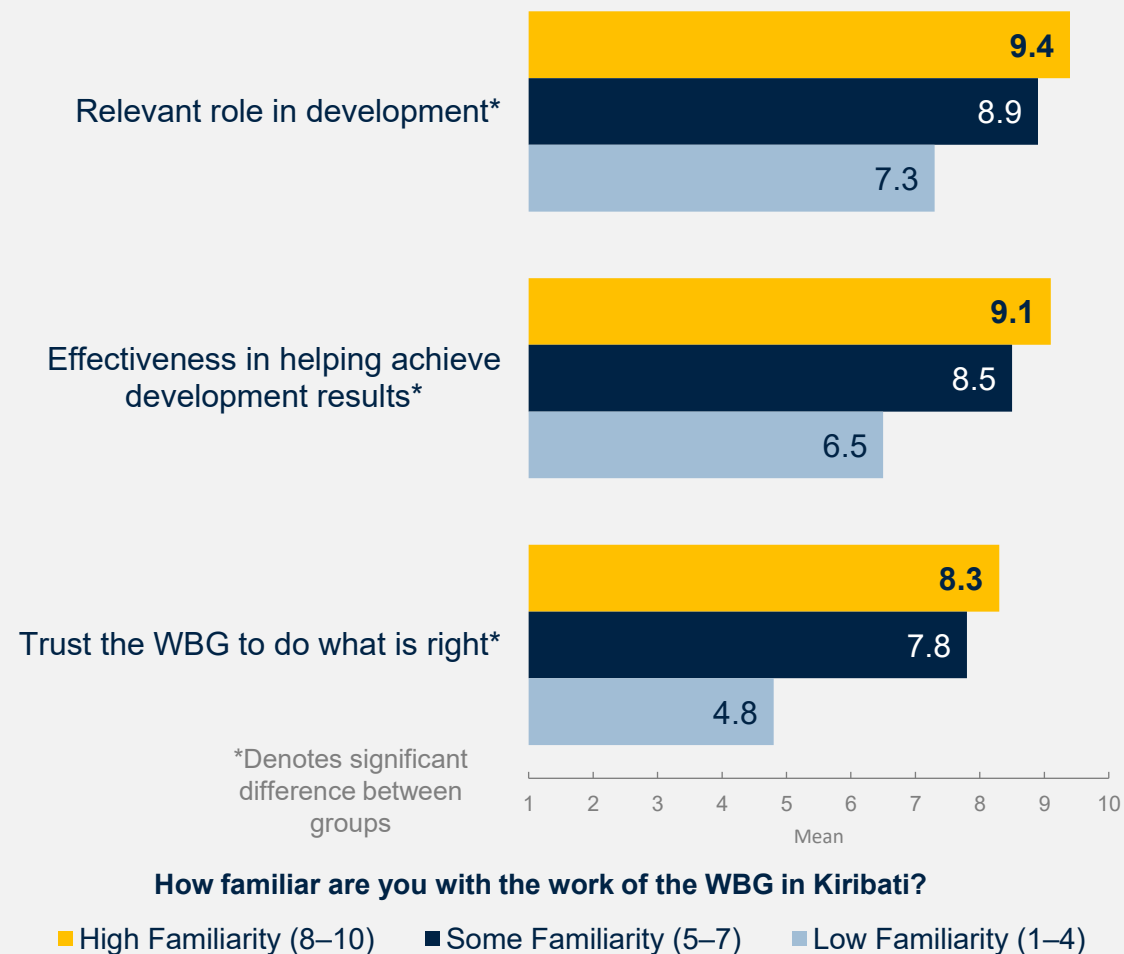 9.4
Relevant role in development*
8.9
7.3
9.1
Effectiveness in helping achieve
development results*
8.5
6.5
8.3
Trust the WBG to do what is right*
7.8
4.8
*Denotes significant
difference between
groups
1 2 3 4 5 6 7 8 9 10
Mean
How familiar are you with the work of the WBG in Kiribati?
High Familiarity (8–10) Some Familiarity (5–7) Low Familiarity (1–4)